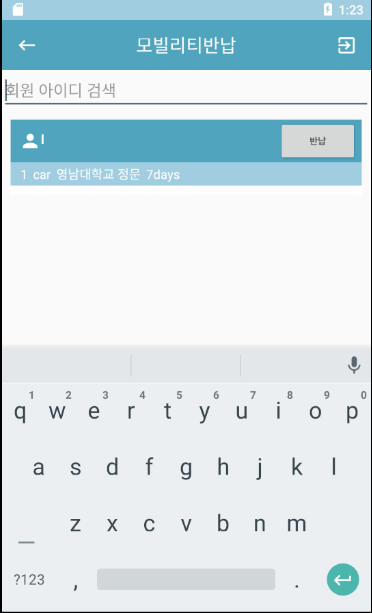 1:23
모빌리티반납
회원 아이디 검색
l
반납
1 car 영남대학교 정문 7days
1 2 3 4 5 6 7 8 9 0
q w e r t y u i o p
a s d f g h j k l
z x c v b n m
?123 , .